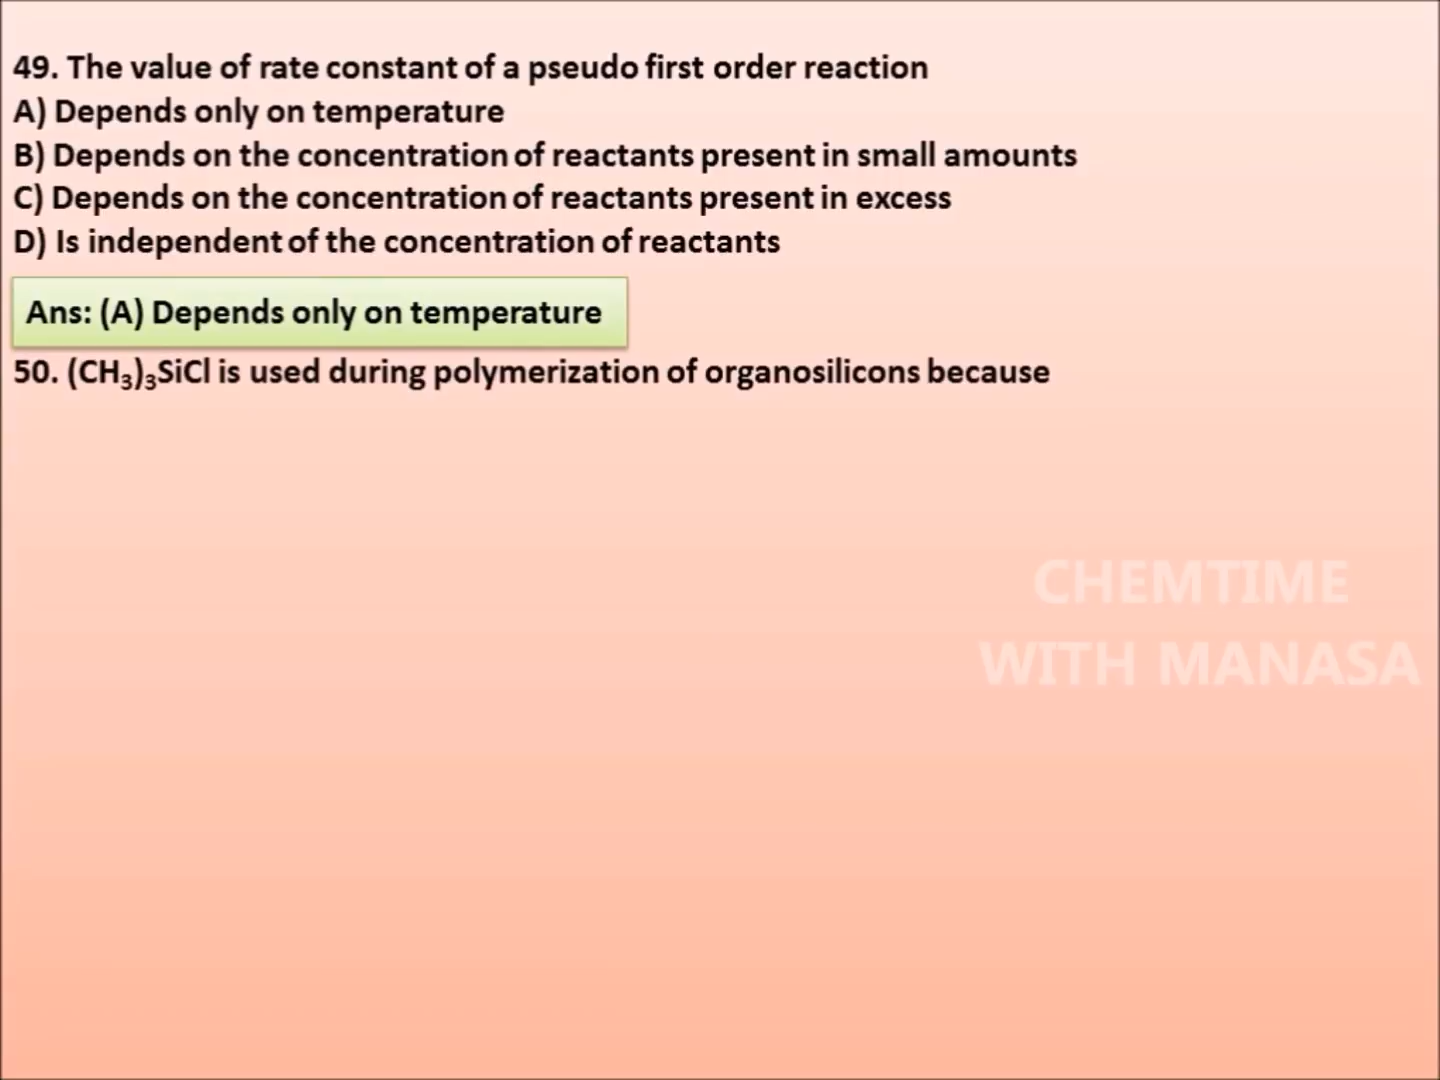 49. The value of rate constant of a pseudo first order reaction
A) Depends only on temperature
B) Depends on the concentration of reactants present in small amounts
C) Depends on the concentration of reactants present in excess
D) Is independent of the concentration of reactants
Ans: (A) Depends only on temperature
50. (CH₃)₃SiCl is used during polymerization of organosilicons because
CHEMTIME
WITH MANASA